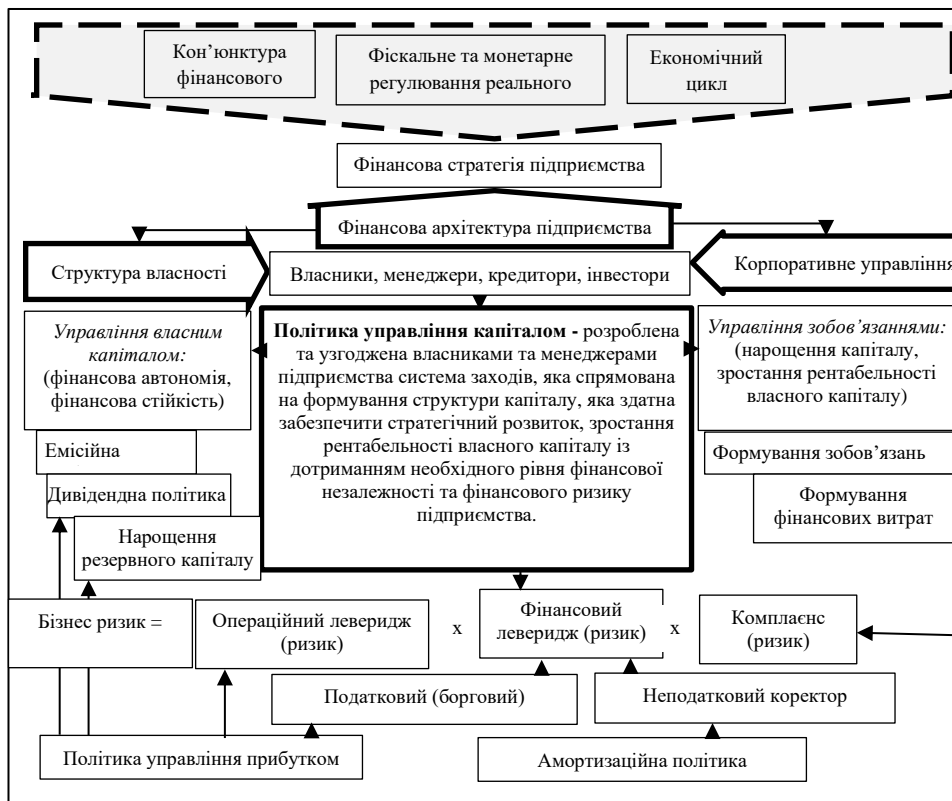 Кон’юнктура
фінансового
Фіскальне та монетарне
регулювання реального
Економічний
цикл
Фінансова стратегія підприємства
Фінансова архітектура підприємства
Структура власності
Власники, менеджери, кредитори, інвестори
Корпоративне управління
Управління власним
капіталом:
(фінансова автономія,
фінансова стійкість)
Політика управління капіталом - розроблена
та узгоджена власниками та менеджерами
підприємства система заходів, яка спрямована
на формування структури капіталу, яка здатна
забезпечити стратегічний розвиток, зростання
рентабельності власного капіталу із
дотриманням необхідного рівня фінансової
незалежності та фінансового ризику
підприємства.
Управління зобов’язаннями:
(нарощення капіталу,
зростання рентабельності
власного капіталу)
Емісійна
Дивідендна політика
Нарощення
резервного капіталу
Формування зобов’язань
Формування
фінансових витрат
Бізнес ризик =
Операційний леверидж
(ризик)
x
Фінансовий
леверидж (ризик)
x
Комплаєнс
(ризик)
Податковий (борговий)
Неподатковий коректор
Політика управління прибутком
Амортизаційна політика